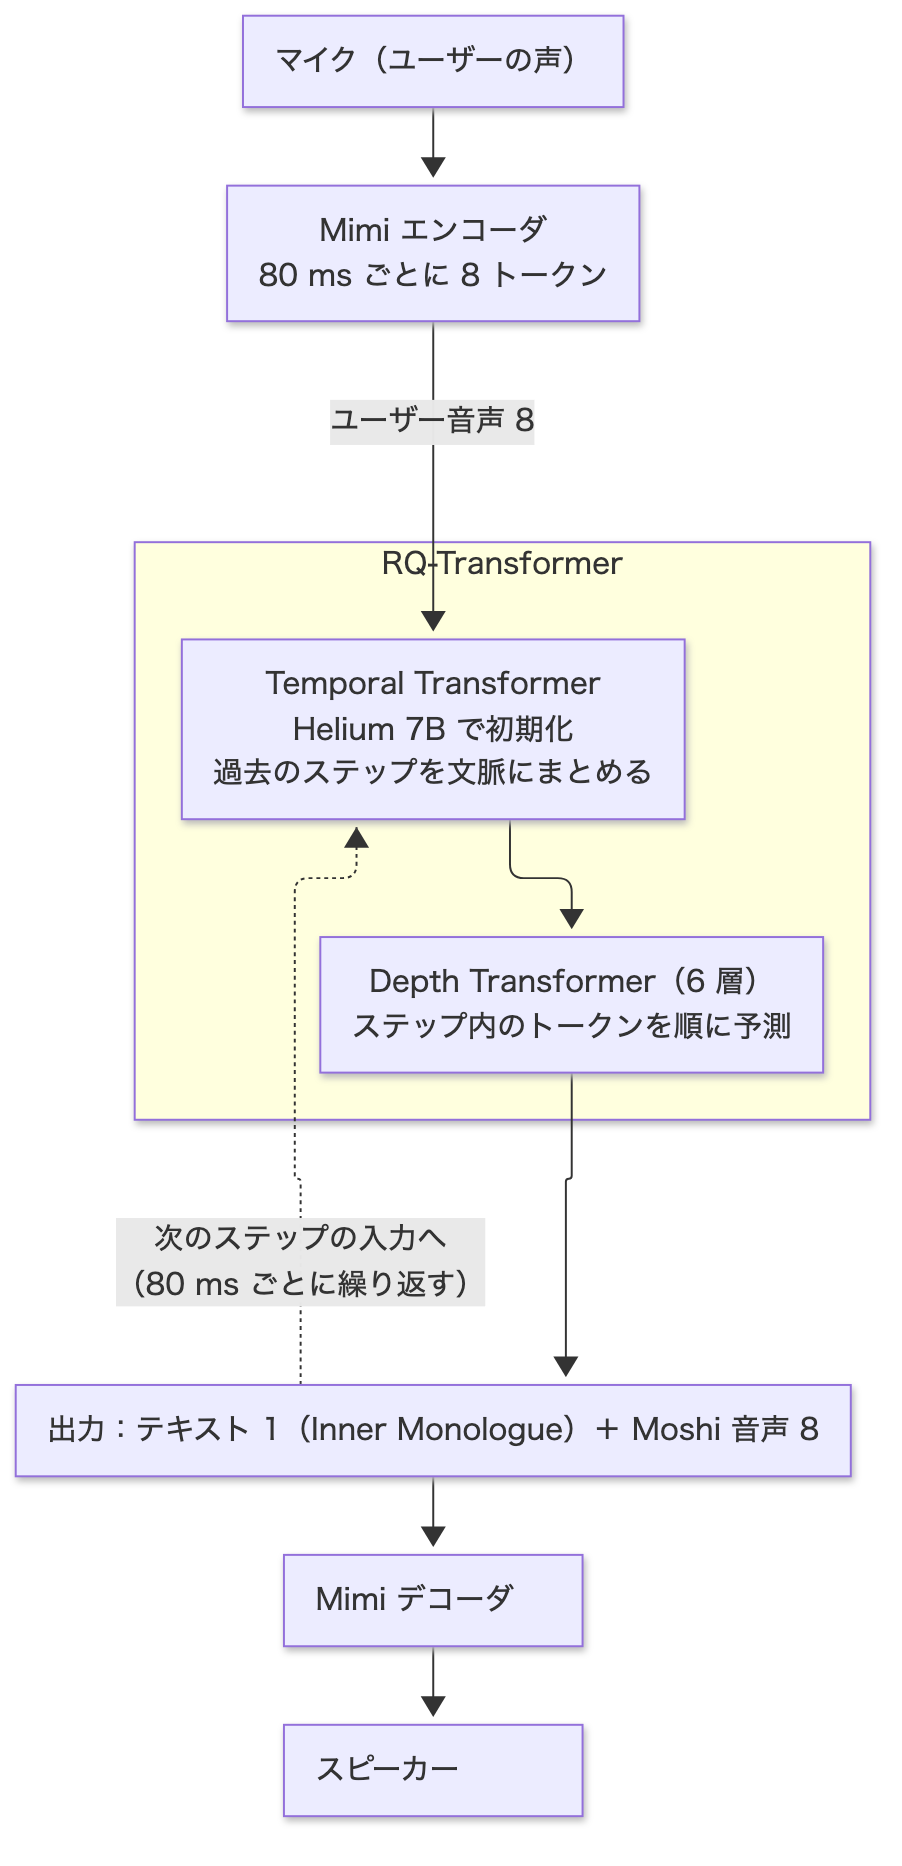 マイク（ユーザーの声）
Mimi エンコーダ
80 ms ごとに 8 トークン
ユーザー音声 8
RQ-Transformer
Temporal Transformer
Helium 7B で初期化
過去のステップを文脈にまとめる
Depth Transformer（6 層）
ステップ内のトークンを順に予測
次のステップの入力へ
（80 ms ごとに繰り返す）
出力：テキスト 1（Inner Monologue）＋ Moshi 音声 8
Mimi デコーダ
スピーカー